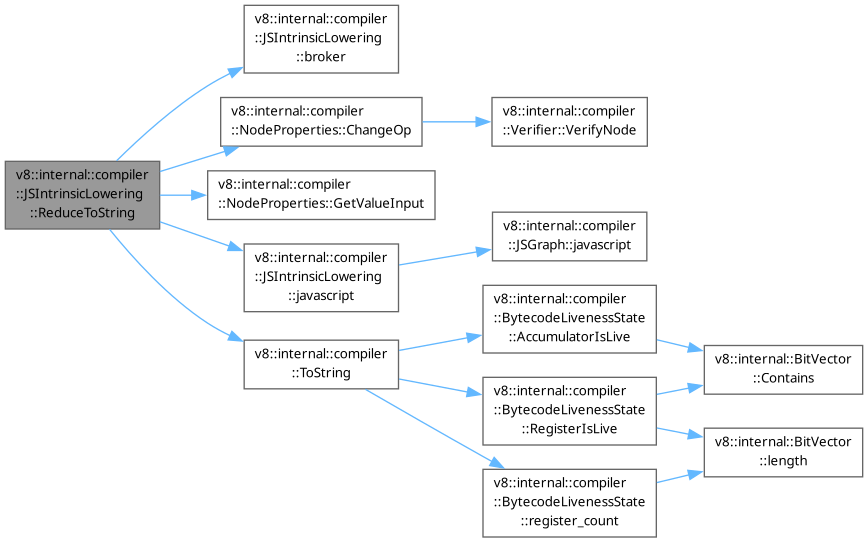 v8::internal::compiler
::JSIntrinsicLowering
::broker
v8::internal::compiler
::NodeProperties::ChangeOp
v8::internal::compiler
::Verifier::VerifyNode
v8::internal::compiler
::JSIntrinsicLowering
::ReduceToString
v8::internal::compiler
::NodeProperties::GetValueInput
v8::internal::compiler
::JSIntrinsicLowering
::javascript
v8::internal::compiler
::JSGraph::javascript
v8::internal::compiler
::ToString
v8::internal::compiler
::BytecodeLivenessState
::AccumulatorIsLive
v8::internal::compiler
::BytecodeLivenessState
::RegisterIsLive
v8::internal::compiler
::BytecodeLivenessState
::register_count
v8::internal::BitVector
::Contains
v8::internal::BitVector
::length